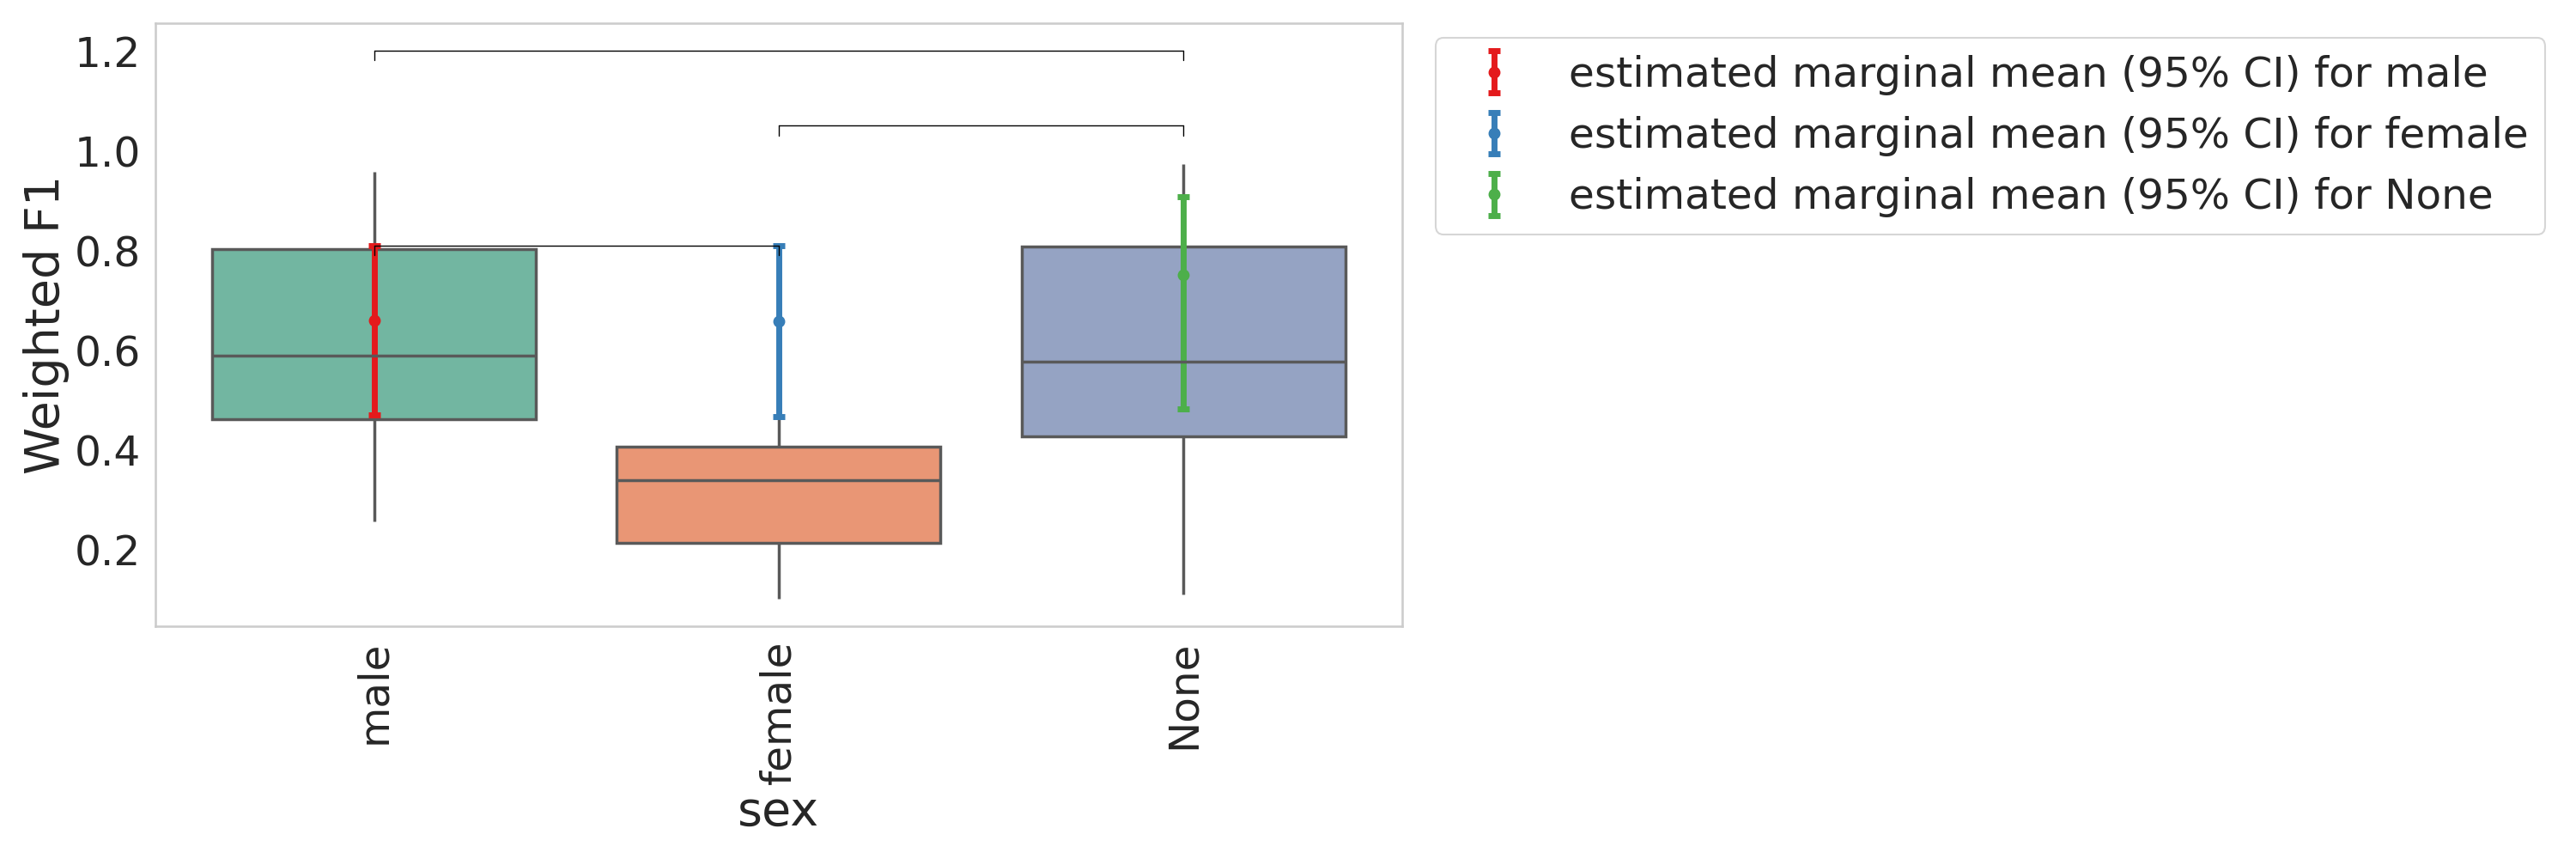 Weighted F1
1.2
1.0
0.8
0.6
0.4
0.2
male
female
None
sex
estimated marginal mean (95% CI) for male
estimated marginal mean (95% CI) for female
estimated marginal mean (95% CI) for None